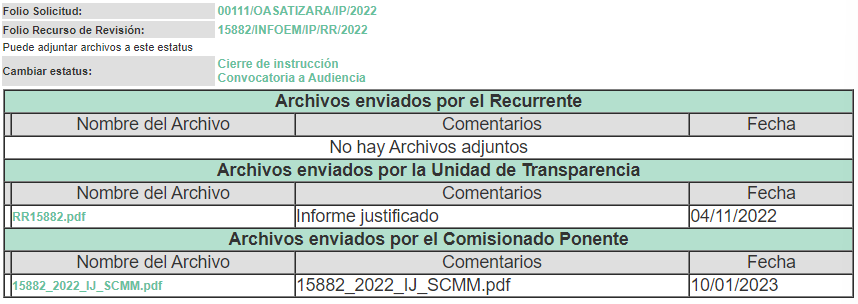 Folio Solicitud: 00111/OASATIZARA/IP/2022
Folio Recurso de Revisión: 15882/INFOEM/IP/RR/2022
Puede adjuntar archivos a este estatus
Cambiar estatus: Cierre de instrucción
Convocatoria a Audiencia
Archivos enviados por el Recurrente
Nombre del Archivo Comentarios Fecha
No hay Archivos adjuntos
Archivos enviados por la Unidad de Transparencia
Nombre del Archivo Comentarios Fecha
RR15882.pdf Informe justificado 04/11/2022
Archivos enviados por el Comisionado Ponente
Nombre del Archivo Comentarios Fecha
15882_2022_IJ_SCMM.pdf 15882_2022_IJ_SCMM.pdf 10/01/2023